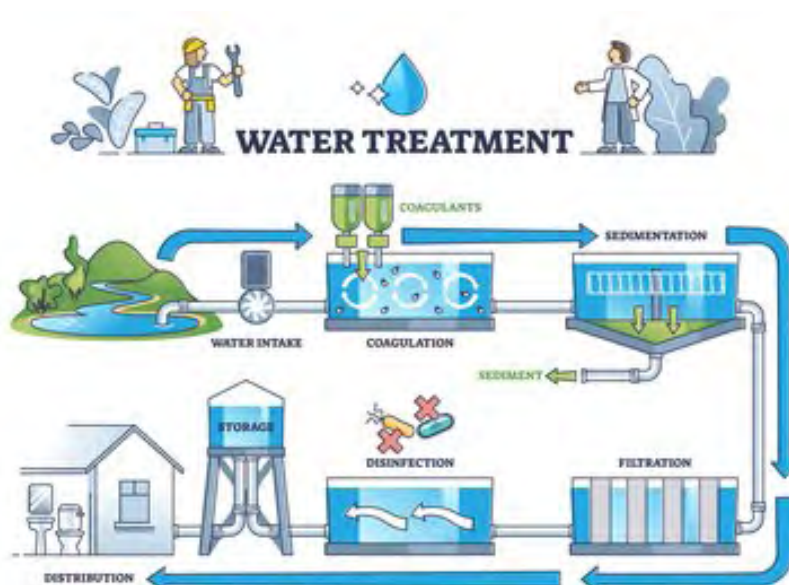 WATER TREATMENT
COAGULANTS
SEDIMENTATION
WATER INTAKE
COAGULATION
SEDIMENT
STORAGE
DISINFECTION
FILTRATION
DISTRIBUTION